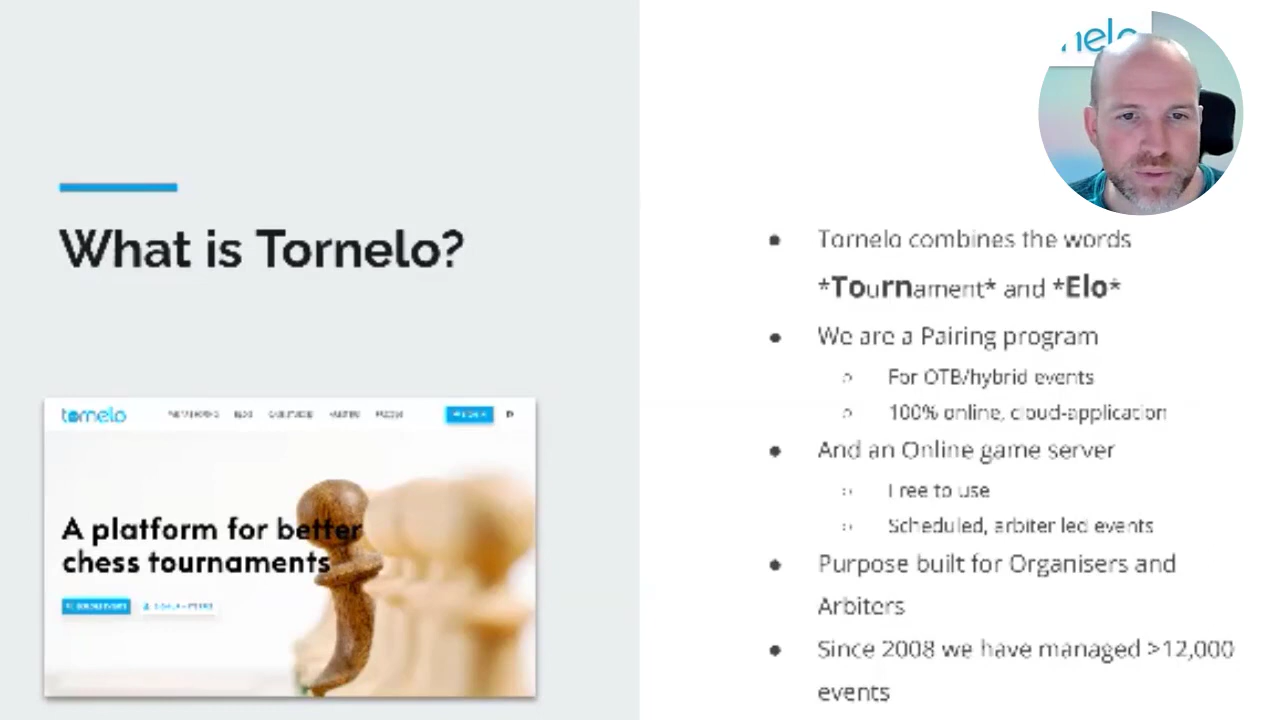 What is Tornelo?
tornelo
BLOG
A platform for better
chess tournaments
nelo
Tornelo combines the words
*Tournament* and *Elo*
We are a Pairing program
For OTB/hybrid events
100% online, cloud-application
And an Online game server
Free to use
Scheduled, arbiter led events
Purpose built for Organisers and
Arbiters
Since 2008 we have managed >12,000
events